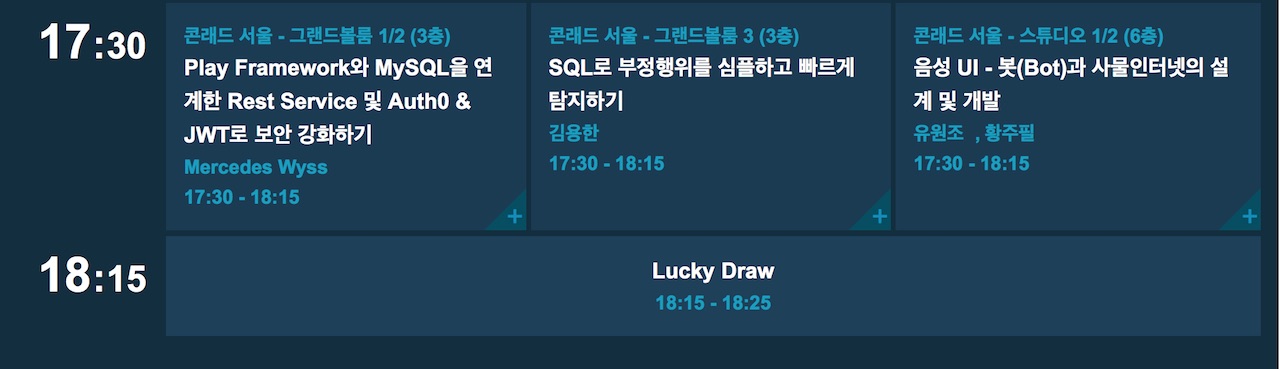 17:30
콘래드 서울 - 그랜드볼룸 1/2 (3층)
Play Framework와 MySQL을 연
계한 Rest Service 및 Auth0 &
JWT로 보안 강화하기
Mercedes Wyss
17:30 - 18:15
+
콘래드 서울 - 그랜드볼룸 3 (3층)
SQL로 부정행위를 심플하고 빠르게
탐지하기
김용한
17:30 - 18:15
+
콘래드 서울 - 스튜디오 1/2 (6층)
음성 UI - 봇(Bot)과 사물인터넷의 설
계 및 개발
유원조 , 황주필
17:30 - 18:15
+
18:15
Lucky Draw
18:15 - 18:25